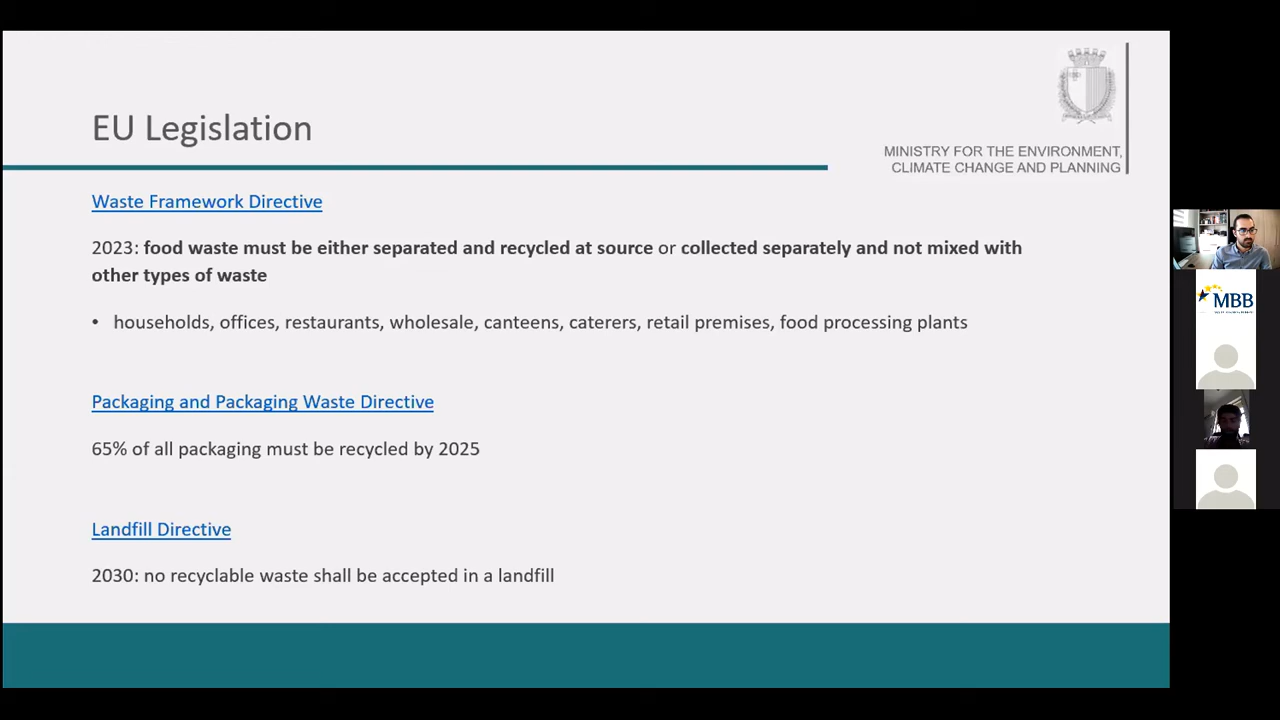 EU Legislation
MINISTRY FOR THE ENVIRONMENT,
CLIMATE CHANGE AND PLANNING
Waste Framework Directive
2023: food waste must be either separated and recycled at source or collected separately and not mixed with
other types of waste
• households, offices, restaurants, wholesale, canteens, caterers, retail premises, food processing plants
Packaging and Packaging Waste Directive
65% of all packaging must be recycled by 2025
Landfill Directive
2030: no recyclable waste shall be accepted in a landfill
MBB